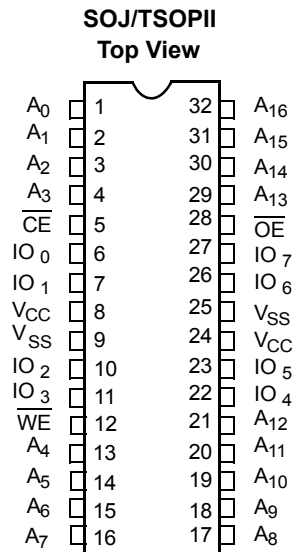 SOJ/TSOPII
Top View
A0 1 32 A16
A1 2 31 A15
A2 3 30 A14
A3 4 29 A13
C̅E̅ 5 28 O̅E̅
IO 0 6 27 IO 7
IO 1 7 26 IO 6
VCC 8 25 VSS
VSS 9 24 VCC
IO 2 10 23 IO 5
IO 3 11 22 IO 4
W̅E̅ 12 21 A12
A4 13 20 A11
A5 14 19 A10
A6 15 18 A9
A7 16 17 A8